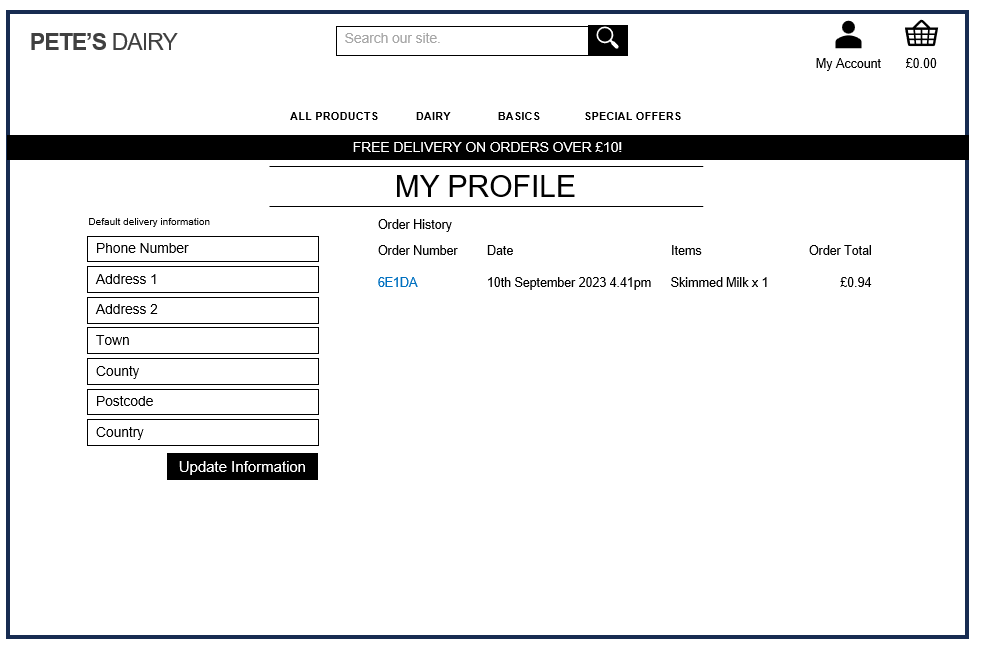 PETE'S DAIRY
Search our site.
My Account
£0.00
ALL PRODUCTS DAIRY BASICS SPECIAL OFFERS
FREE DELIVERY ON ORDERS OVER £10!
MY PROFILE
Default delivery information
Phone Number
Address 1
Address 2
Town
County
Postcode
Country
Update Information
Order History
Order Number Date Items Order Total
6E1DA 10th September 2023 4.41pm Skimmed Milk x 1 £0.94